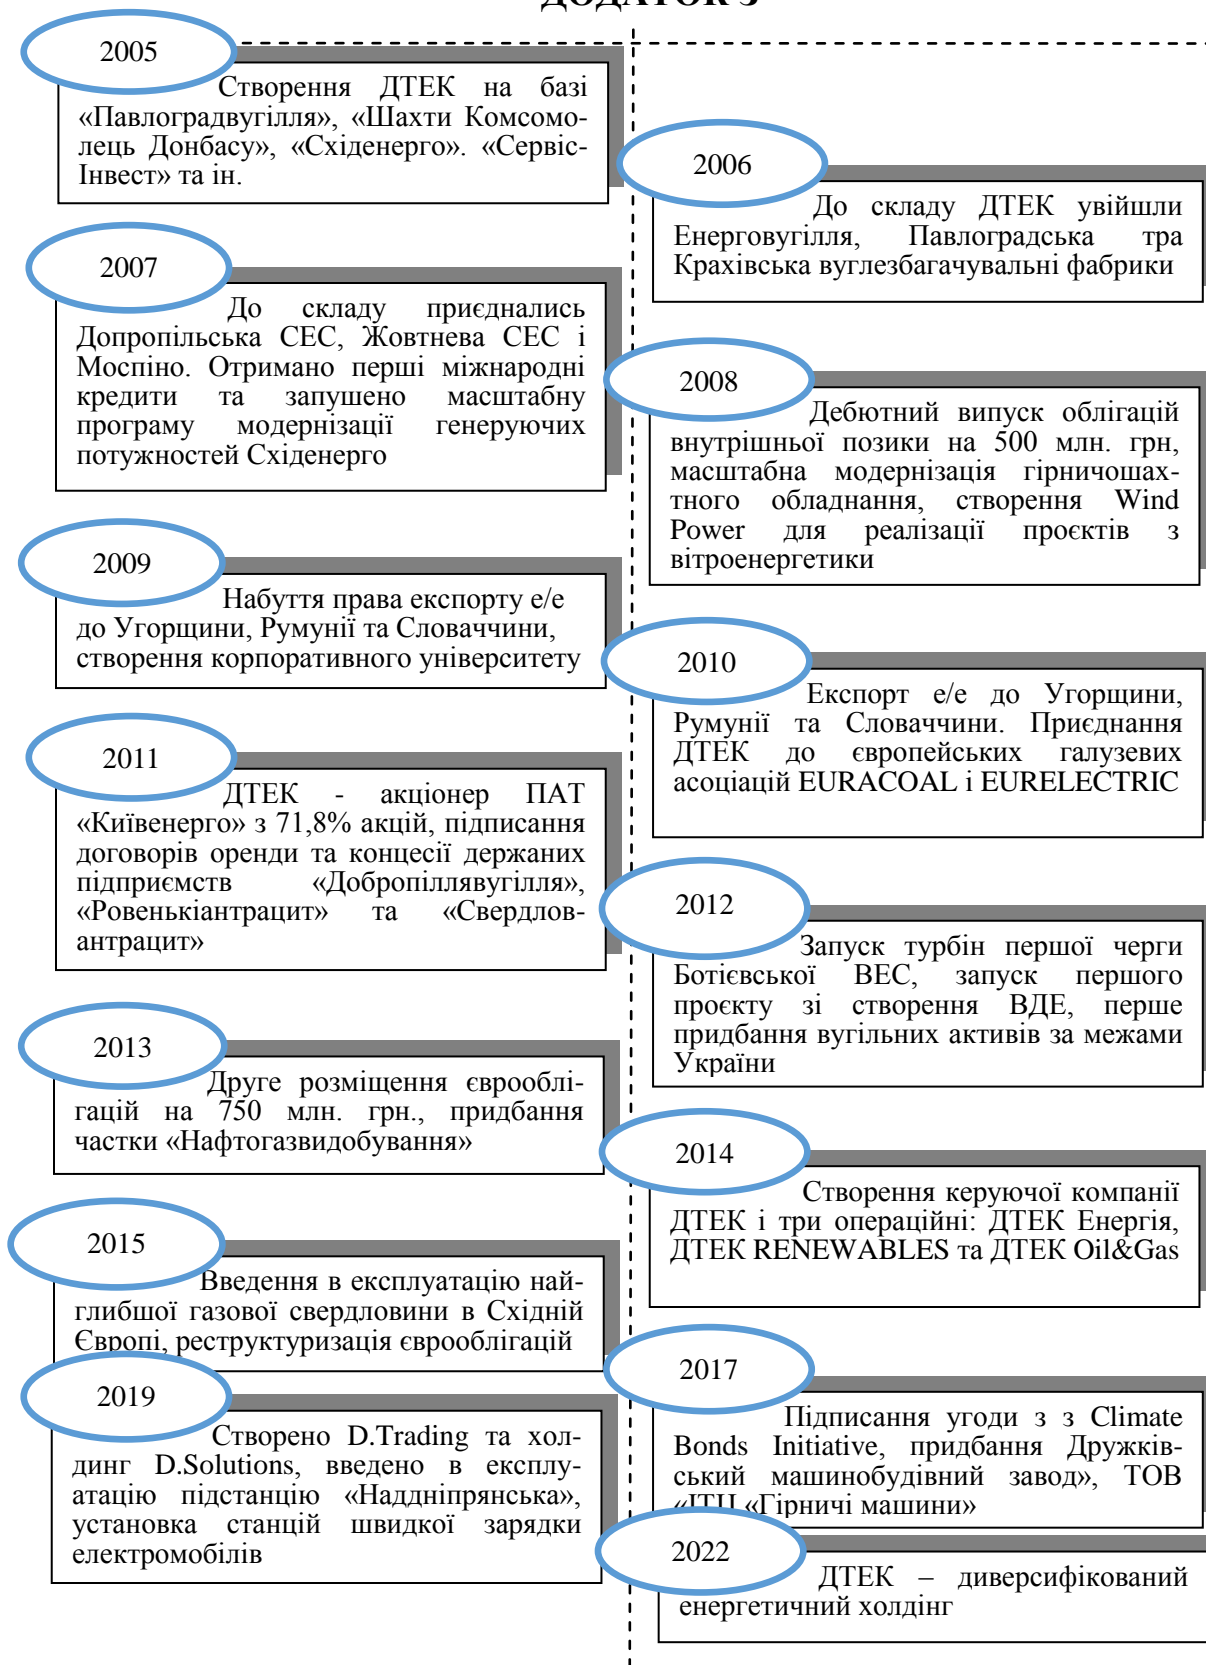 ДОДАТОК З
2005
Створення ДТЕК на базі
«Павлоградвугілля», «Шахти Комсомо-
лець Донбасу», «Східенерго». «Сервіс-
Інвест» та ін.
2006
До складу ДТЕК увійшли
Енерговугілля, Павлоградська тра
Крахівська вуглезбагачувальні фабрики
2007
До складу приєднались
Допропільська СЕС, Жовтнева СЕС і
Моспіно. Отримано перші міжнародні
кредити та запушено масштабну
програму модернізації генеруючих
потужностей Східенерго
2008
Дебютний випуск облігацій
внутрішньої позики на 500 млн. грн,
масштабна модернізація гірничошах-
тного обладнання, створення Wind
Power для реалізації проєктів з
вітроенергетики
2009
Набуття права експорту е/е
до Угорщини, Румунії та Словаччини,
створення корпоративного університету
2010
Експорт е/е до Угорщини,
Румунії та Словаччини. Приєднання
ДТЕК до європейських галузевих
асоціацій EURACOAL і EURELECTRIC
2011
ДТЕК - акціонер ПАТ
«Київенерго» з 71,8% акцій, підписання
договорів оренди та концесії держаних
підприємств «Добропіллявугілля»,
«Ровенькіантрацит» та «Свердлов-
антрацит»
2012
Запуск турбін першої черги
Ботієвської ВЕС, запуск першого
проєкту зі створення ВДЕ, перше
придбання вугільних активів за межами
України
2013
Друге розміщення єврооблі-
гацій на 750 млн. грн., придбання
частки «Нафтогазвидобування»
2014
Створення керуючої компанії
ДТЕК і три операційні: ДТЕК Енергія,
ДТЕК RENEWABLES та ДТЕК Oil&Gas
2015
Введення в експлуатацію най-
глибшої газової свердловини в Східній
Європі, реструктуризація єврооблігацій
2017
Підписання угоди з з Climate
Bonds Initiative, придбання Дружків-
ський машинобудівний завод», ТОВ
«ІТЦ «Гірничі машини»
2019
Створено D.Trading та хол-
динг D.Solutions, введено в експлу-
атацію підстанцію «Наддніпрянська»,
установка станцій швидкої зарядки
електромобілів
2022
ДТЕК – диверсифікований
енергетичний холдінг